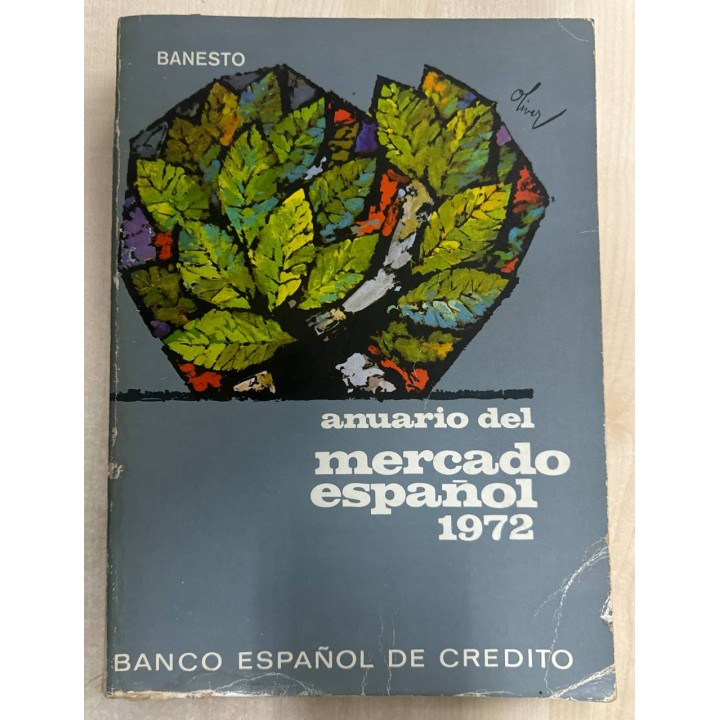 BANESTO
Oliver
anuario del
mercado
español
1972
BANCO ESPAÑOL DE CREDITO